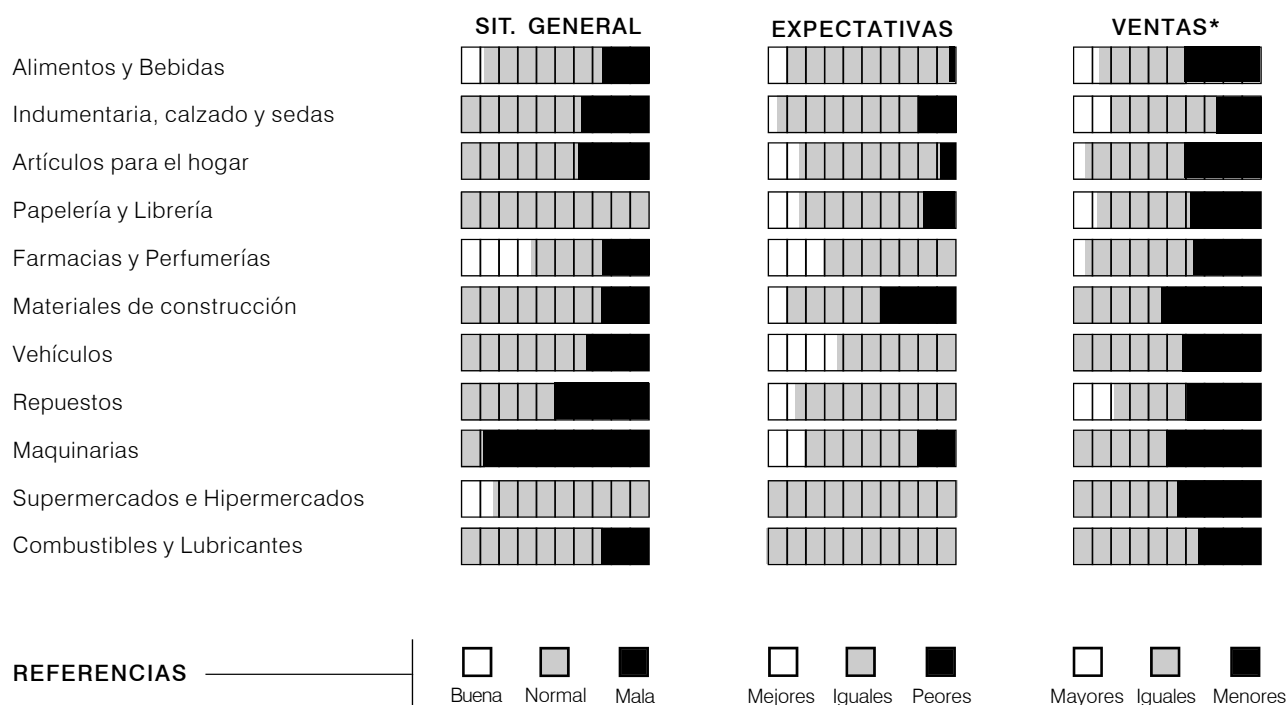 SIT. GENERAL EXPECTATIVAS VENTAS*
Alimentos y Bebidas
Indumentaria, calzado y sedas
Artículos para el hogar
Papelería y Librería
Farmacias y Perfumerías
Materiales de construcción
Vehículos
Repuestos
Maquinarias
Supermercados e Hipermercados
Combustibles y Lubricantes
REFERENCIAS
Buena Normal Mala Mejores Iguales Peores Mayores Iguales Menores